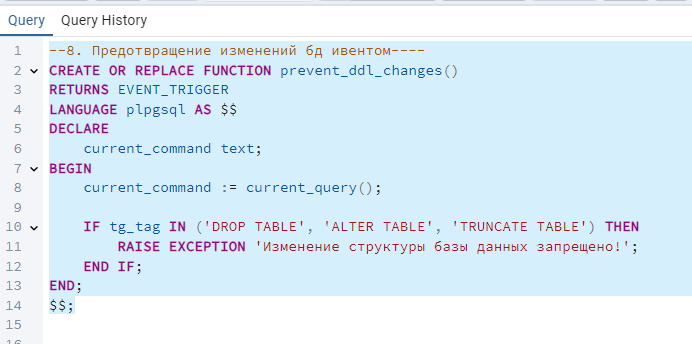 Query Query History
1 --8. Предотвращение изменений бд ивентом----
2 CREATE OR REPLACE FUNCTION prevent_ddl_changes()
3 RETURNS EVENT_TRIGGER
4 LANGUAGE plpgsql AS $$
5 DECLARE
6 current_command text;
7 BEGIN
8 current_command := current_query();
9
10 IF tg_tag IN ('DROP TABLE', 'ALTER TABLE', 'TRUNCATE TABLE') THEN
11 RAISE EXCEPTION 'Изменение структуры базы данных запрещено!';
12 END IF;
13 END;
14 $$;
15